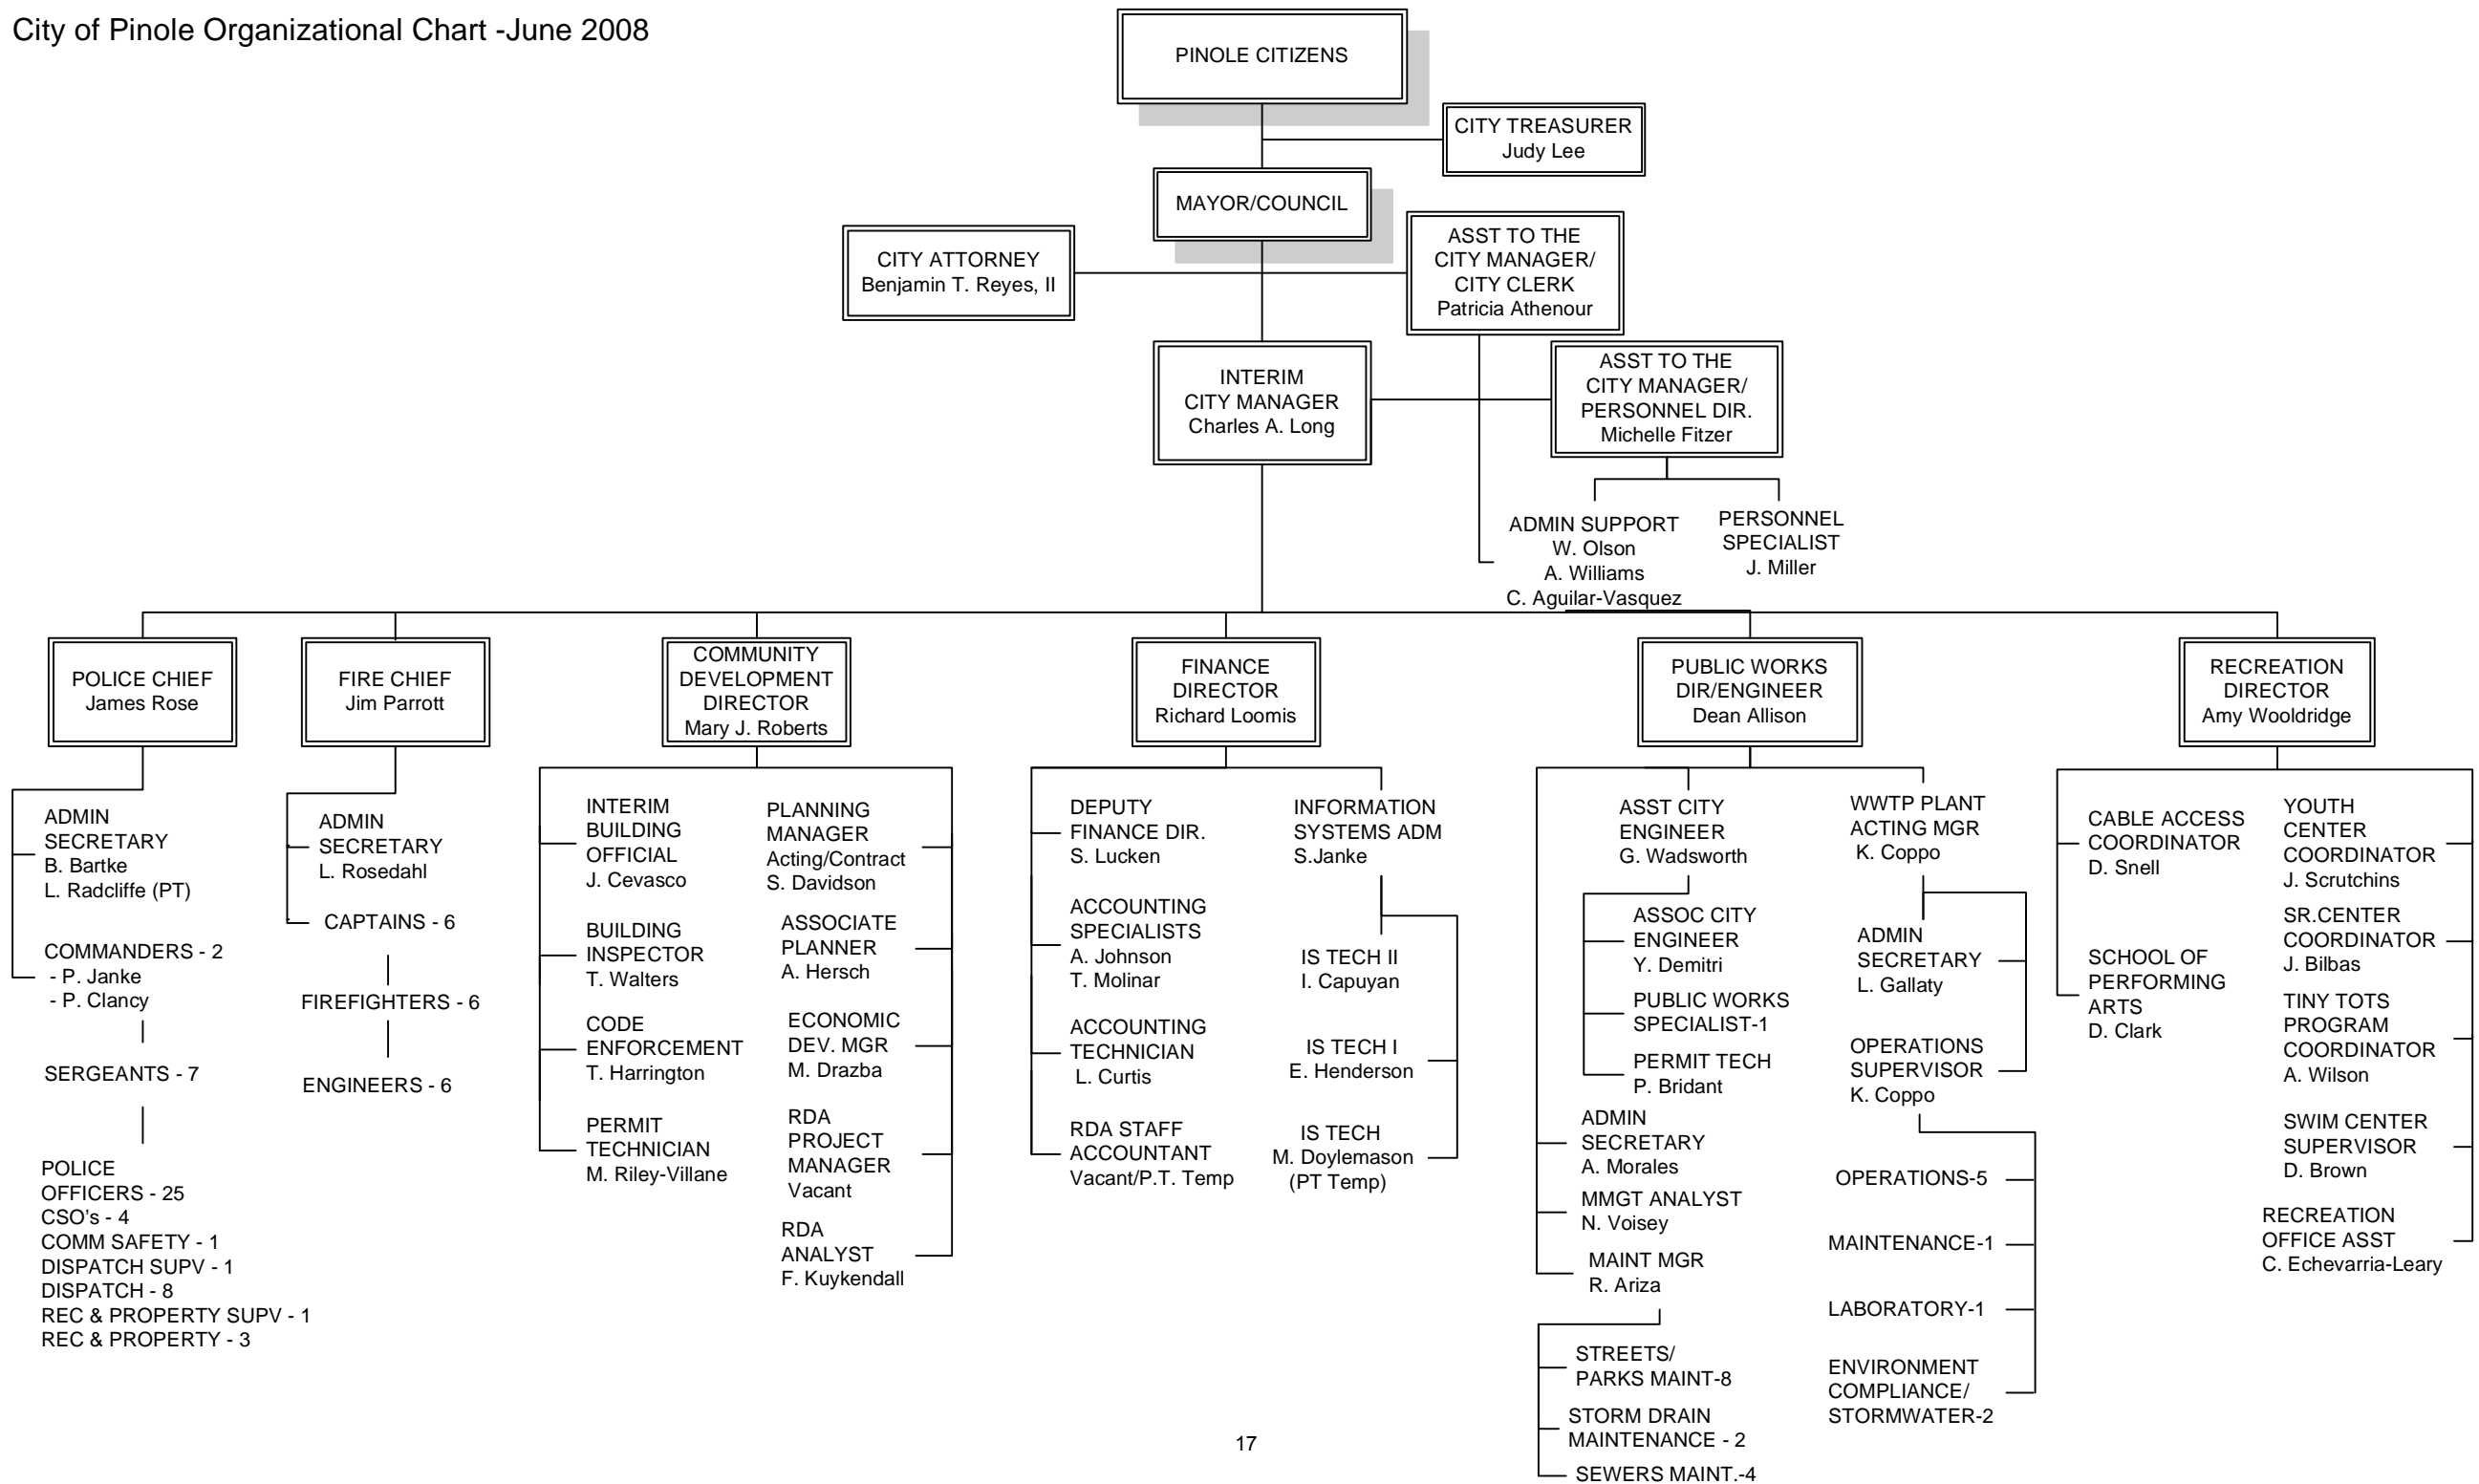 City of Pinole Organizational Chart -June 2008
PINOLE CITIZENS
CITY TREASURER
Judy Lee
MAYOR/COUNCIL
CITY ATTORNEY
Benjamin T. Reyes, II
ASST TO THE
CITY MANAGER/
CITY CLERK
Patricia Athenour
INTERIM
CITY MANAGER
Charles A. Long
ASST TO THE
CITY MANAGER/
PERSONNEL DIR.
Michelle Fitzer
ADMIN SUPPORT
W. Olson
A. Williams
C. Aguilar-Vasquez
PERSONNEL
SPECIALIST
J. Miller
POLICE CHIEF
James Rose
FIRE CHIEF
Jim Parrott
COMMUNITY
DEVELOPMENT
DIRECTOR
Mary J. Roberts
FINANCE
DIRECTOR
Richard Loomis
PUBLIC WORKS
DIR/ENGINEER
Dean Allison
RECREATION
DIRECTOR
Amy Wooldridge
ADMIN
SECRETARY
B. Bartke
L. Radcliffe (PT)
COMMANDERS - 2
- P. Janke
- P. Clancy
SERGEANTS - 7
POLICE
OFFICERS - 25
CSO's - 4
COMM SAFETY - 1
DISPATCH SUPV - 1
DISPATCH - 8
REC & PROPERTY SUPV - 1
REC & PROPERTY - 3
ADMIN
SECRETARY
L. Rosedahl
CAPTAINS - 6
FIREFIGHTERS - 6
ENGINEERS - 6
INTERIM
BUILDING
OFFICIAL
J. Cevasco
BUILDING
INSPECTOR
T. Walters
CODE
ENFORCEMENT
T. Harrington
PERMIT
TECHNICIAN
M. Riley-Villane
PLANNING
MANAGER
Acting/Contract
S. Davidson
ASSOCIATE
PLANNER
A. Hersch
ECONOMIC
DEV. MGR
M. Drazba
RDA
PROJECT
MANAGER
Vacant
RDA
ANALYST
F. Kuykendall
DEPUTY
FINANCE DIR.
S. Lucken
ACCOUNTING
SPECIALISTS
A. Johnson
T. Molinar
ACCOUNTING
TECHNICIAN
L. Curtis
RDA STAFF
ACCOUNTANT
Vacant/P.T. Temp
INFORMATION
SYSTEMS ADM
S.Janke
IS TECH II
I. Capuyan
IS TECH I
E. Henderson
IS TECH
M. Doylemason
(PT Temp)
ASST CITY
ENGINEER
G. Wadsworth
ASSOC CITY
ENGINEER
Y. Demitri
PUBLIC WORKS
SPECIALIST-1
PERMIT TECH
P. Bridant
ADMIN
SECRETARY
A. Morales
MMGT ANALYST
N. Voisey
MAINT MGR
R. Ariza
STREETS/
PARKS MAINT-8
STORM DRAIN
MAINTENANCE - 2
SEWERS MAINT.-4
WWTP PLANT
ACTING MGR
K. Coppo
ADMIN
SECRETARY
L. Gallaty
OPERATIONS
SUPERVISOR
K. Coppo
OPERATIONS-5
MAINTENANCE-1
LABORATORY-1
ENVIRONMENT
COMPLIANCE/
STORMWATER-2
CABLE ACCESS
COORDINATOR
D. Snell
SCHOOL OF
PERFORMING
ARTS
D. Clark
YOUTH
CENTER
COORDINATOR
J. Scrutchins
SR.CENTER
COORDINATOR
J. Bilbas
TINY TOTS
PROGRAM
COORDINATOR
A. Wilson
SWIM CENTER
SUPERVISOR
D. Brown
RECREATION
OFFICE ASST
C. Echevarria-Leary
17